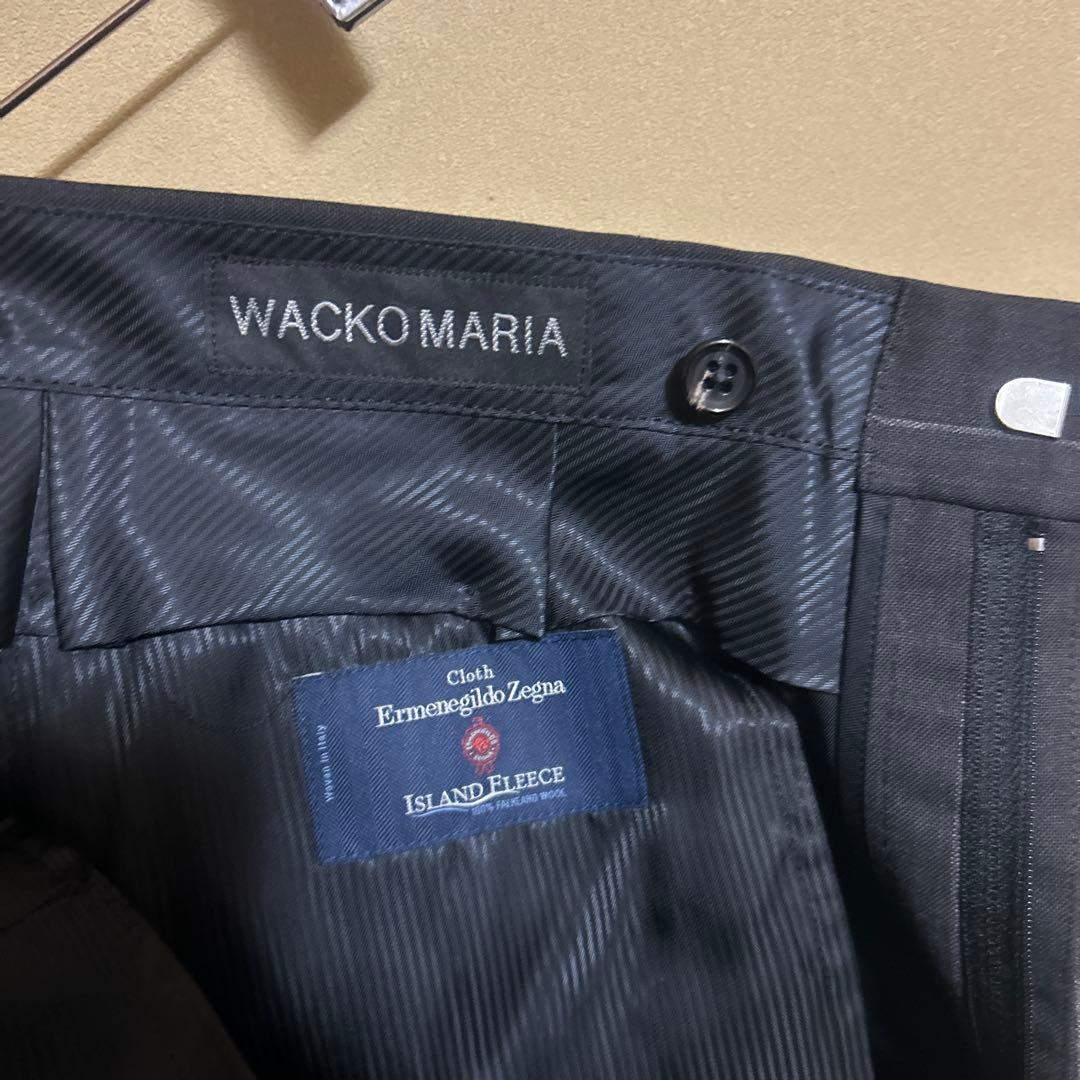 WACKO MARIA
Cloth
Ermenegildo Zegna
ISLAND FLEECE
100% FALKLAND WOOL
Woven in Italy